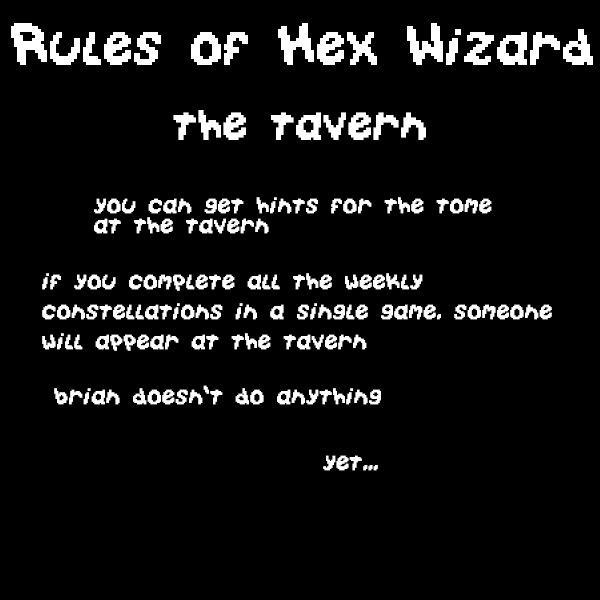 Rules of Hex Wizard
the tavern
you can get hints for the tome
at the tavern
if you complete all the weekly
constellations in a single game, someone
will appear at the tavern
brian doesn't do anything
yet...